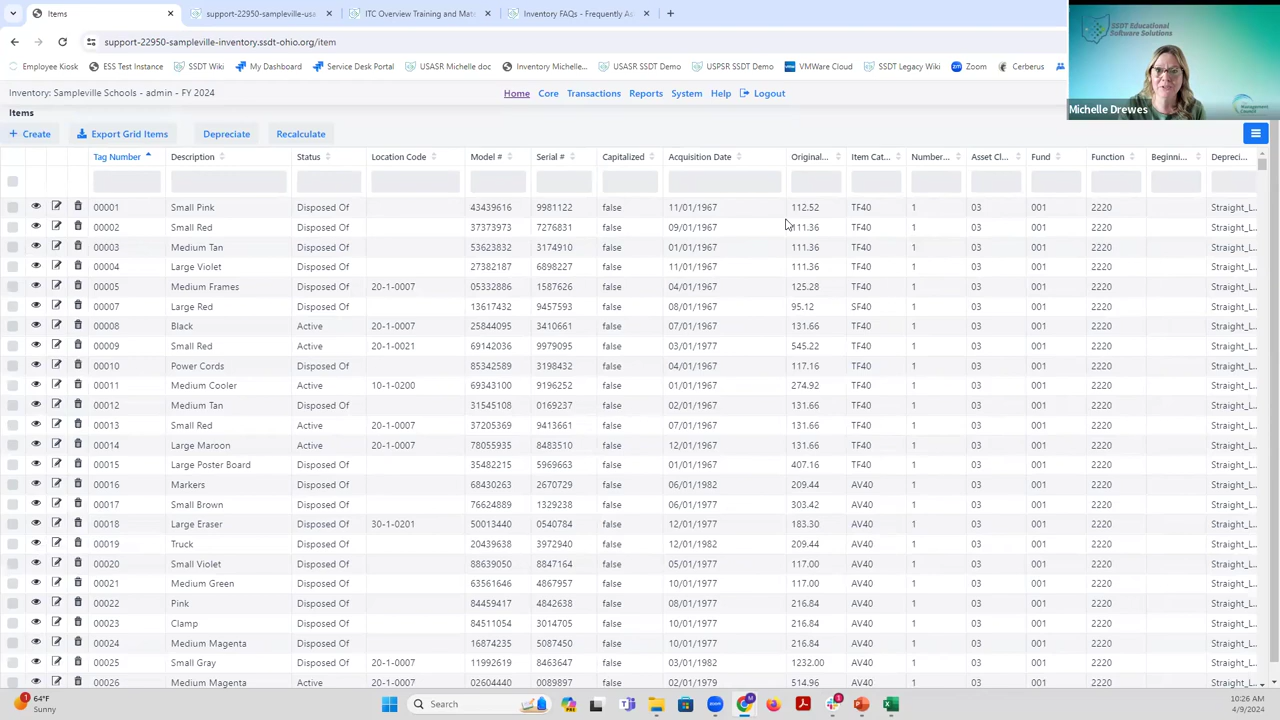 Items
support-22950-sampleville-usa
ITC Overview Training and Mat
Inventory FAQs - Frequently A
support-22950-sampleville-inventory.ssdt-ohio.org/item
Employee Kiosk ESS Test Instance SSDT Wiki My Dashboard Service Desk Portal USASR Michelle doc Inventory Michelle... USASR SSDT Demo USPSR SSDT Demo VMWare Cloud SSDT Legacy Wiki Zoom Cerberus
SSDT Educational
Software Solutions
Michelle Drewes
Management
Council
Inventory: Sampleville Schools - admin - FY 2024 Home Core Transactions Reports System Help Logout
Items
+ Create Export Grid Items Depreciate Recalculate
Tag Number Description Status Location Code Model # Serial # Capitalized Acquisition Date Original... Item Cat... Number... Asset Cl... Fund Function Beginni... Depreci...
00001 Small Pink Disposed Of 43439616 9981122 false 11/01/1967 112.52 TF40 1 03 001 2220 Straight_L...
00002 Small Red Disposed Of 37373973 7276831 false 09/01/1967 111.36 TF40 1 03 001 2220 Straight_L...
00003 Medium Tan Disposed Of 53623832 3174910 false 01/01/1967 111.36 TF40 1 03 001 2220 Straight_L...
00004 Large Violet Disposed Of 27382187 6898227 false 11/01/1967 111.36 TF40 1 03 001 2220 Straight_L...
00005 Medium Frames Disposed Of 20-1-0007 05332886 1587626 false 04/01/1967 125.28 TF40 1 03 001 2220 Straight_L...
00007 Large Red Disposed Of 13617432 9457593 false 08/01/1967 95.12 SF40 1 03 001 2220 Straight_L...
00008 Black Active 20-1-0007 25844095 3410661 false 07/01/1967 131.66 TF40 1 03 001 2220 Straight_L...
00009 Small Red Active 20-1-0021 69142036 9979095 false 03/01/1977 545.22 TF40 1 03 001 2220 Straight_L...
00010 Power Cords Disposed Of 85342589 3198432 false 04/01/1967 117.16 TF40 1 03 001 2220 Straight_L...
00011 Medium Cooler Active 10-1-0200 69343100 9196252 false 01/01/1967 274.92 TF40 1 03 001 2220 Straight_L...
00012 Medium Tan Disposed Of 31545108 0169237 false 02/01/1967 131.66 TF40 1 03 001 2220 Straight_L...
00013 Small Red Active 20-1-0007 37205369 9413661 false 07/01/1967 131.66 TF40 1 03 001 2220 Straight_L...
00014 Large Maroon Active 20-1-0007 78055935 8483510 false 12/01/1967 131.66 TF40 1 03 001 2220 Straight_L...
00015 Large Poster Board Disposed Of 35482215 5969663 false 01/01/1967 407.16 TF40 1 03 001 2220 Straight_L...
00016 Markers Disposed Of 68430263 2670729 false 06/01/1982 209.44 AV40 1 03 001 2220 Straight_L...
00017 Small Brown Disposed Of 76624889 1329238 false 06/01/1977 303.42 AV40 1 03 001 2220 Straight_L...
00018 Large Eraser Disposed Of 30-1-0201 50013440 0540784 false 12/01/1977 183.30 AV40 1 03 001 2220 Straight_L...
00019 Truck Disposed Of 20439638 3972940 false 12/01/1982 209.44 AV40 1 03 001 2220 Straight_L...
00020 Small Violet Disposed Of 88639050 8847164 false 05/01/1977 117.00 AV40 1 03 001 2220 Straight_L...
00021 Medium Green Disposed Of 63561646 4867957 false 10/01/1977 117.00 AV40 1 03 001 2220 Straight_L...
00022 Pink Disposed Of 84459417 4842638 false 08/01/1977 216.84 AV40 1 03 001 2220 Straight_L...
00023 Clamp Disposed Of 84511054 3014705 false 10/01/1977 216.84 AV40 1 03 001 2220 Straight_L...
00024 Medium Magenta Disposed Of 16874235 5087450 false 10/01/1977 216.84 AV40 1 03 001 2220 Straight_L...
00025 Small Gray Disposed Of 20-1-0007 11992619 8463647 false 03/01/1982 1232.00 AV40 1 03 001 2220 Straight_L...
00026 Medium Magenta Active 20-1-0007 02604440 0089897 false 02/01/1979 514.96 AV40 1 03 001 2220 Straight_L...
64°F
Sunny
Search
10:26 AM
4/9/2024